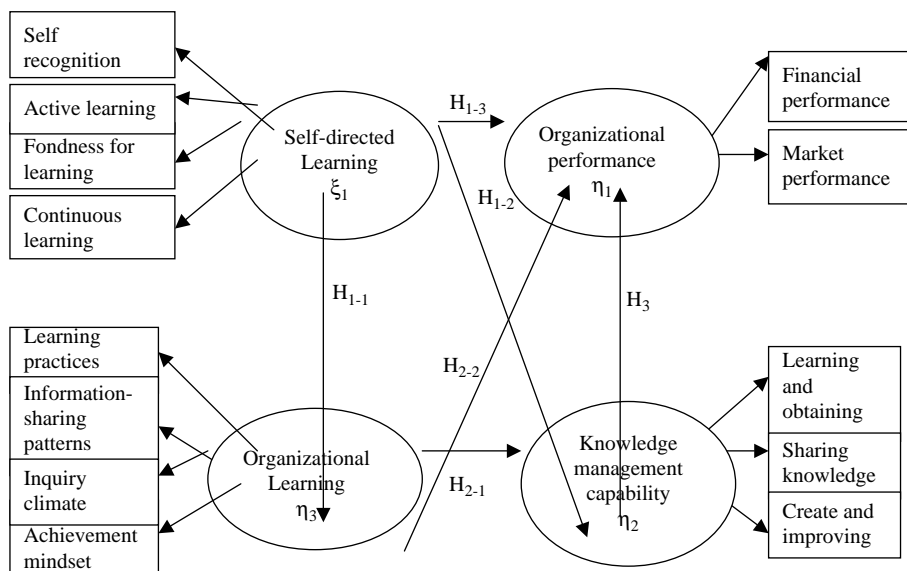 Self
recognition
Active learning
Fondness for
learning
Continuous
learning
Self-directed
Learning
ξ₁
H₁₋₃
Organizational
performance
η₁
Financial
performance
Market
performance
H₁₋₂
H₁₋₁
H₃
H₂₋₂
Learning
practices
Information-
sharing
patterns
Inquiry
climate
Achievement
mindset
Organizational
Learning
η₃
H₂₋₁
Knowledge
management
capability
η₂
Learning
and
obtaining
Sharing
knowledge
Create and
improving